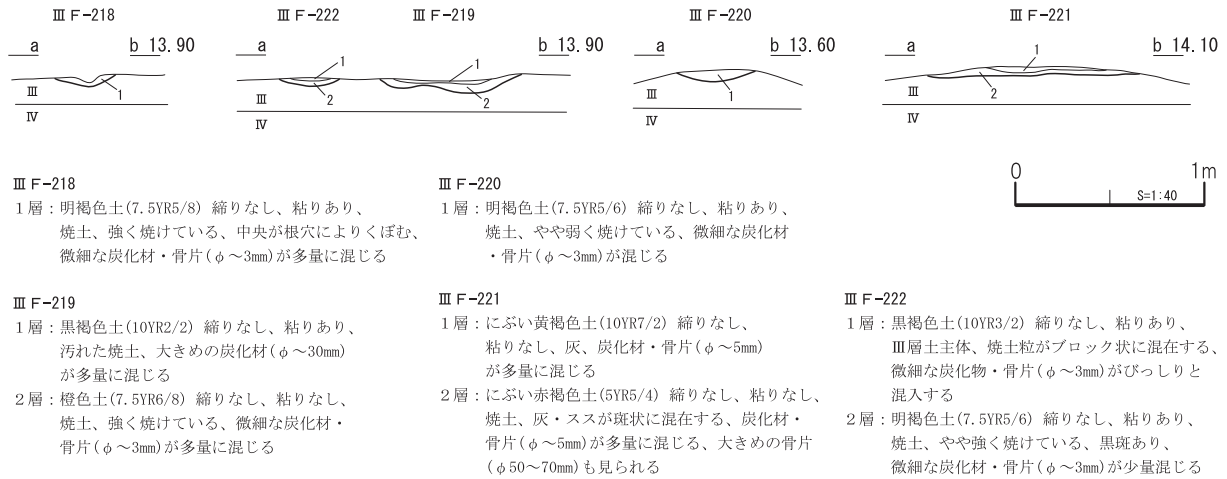 Ⅲ F-218
Ⅲ F-222
Ⅲ F-219
Ⅲ F-220
Ⅲ F-221
a
b 13.90
a
b 13.90
a
b 13.60
a
b 14.10
Ⅲ
1
Ⅳ
1
2
1
2
Ⅲ
Ⅳ
Ⅲ
1
Ⅳ
1
2
Ⅲ
Ⅳ
0
1m
S=1:40
Ⅲ F-218
1層：明褐色土(7.5YR5/8) 締りなし、粘りあり、
焼土、強く焼けている、中央が根穴によりくぼむ、
微細な炭化材・骨片(φ～3mm)が多量に混じる
Ⅲ F-220
1層：明褐色土(7.5YR5/6) 締りなし、粘りあり、
焼土、やや弱く焼けている、微細な炭化材
・骨片(φ～3mm)が混じる
Ⅲ F-219
1層：黒褐色土(10YR2/2) 締りなし、粘りあり、
汚れた焼土、大きめの炭化材(φ～30mm)
が多量に混じる
2層：橙色土(7.5YR6/8) 締りなし、粘りなし、
焼土、強く焼けている、微細な炭化材・
骨片(φ～3mm)が多量に混じる
Ⅲ F-221
1層：にぶい黄褐色土(10YR7/2) 締りなし、
粘りなし、灰、炭化材・骨片(φ～5mm)
が多量に混じる
2層：にぶい赤褐色土(5YR5/4) 締りなし、粘りなし、
焼土、灰・ススが斑状に混在する、炭化材・
骨片(φ～5mm)が多量に混じる、大きめの骨片
(φ50～70mm)も見られる
Ⅲ F-222
1層：黒褐色土(10YR3/2) 締りなし、粘りあり、
Ⅲ層土主体、焼土粒がブロック状に混在する、
微細な炭化物・骨片(φ～3mm)がびっしりと
混入する
2層：明褐色土(7.5YR5/6) 締りなし、粘りあり、
焼土、やや強く焼けている、黒斑あり、
微細な炭化材・骨片(φ～3mm)が少量混じる